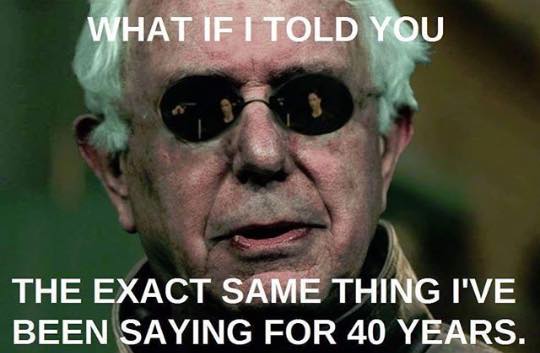 WHAT IF I TOLD YOU
THE EXACT SAME THING I'VE
BEEN SAYING FOR 40 YEARS.